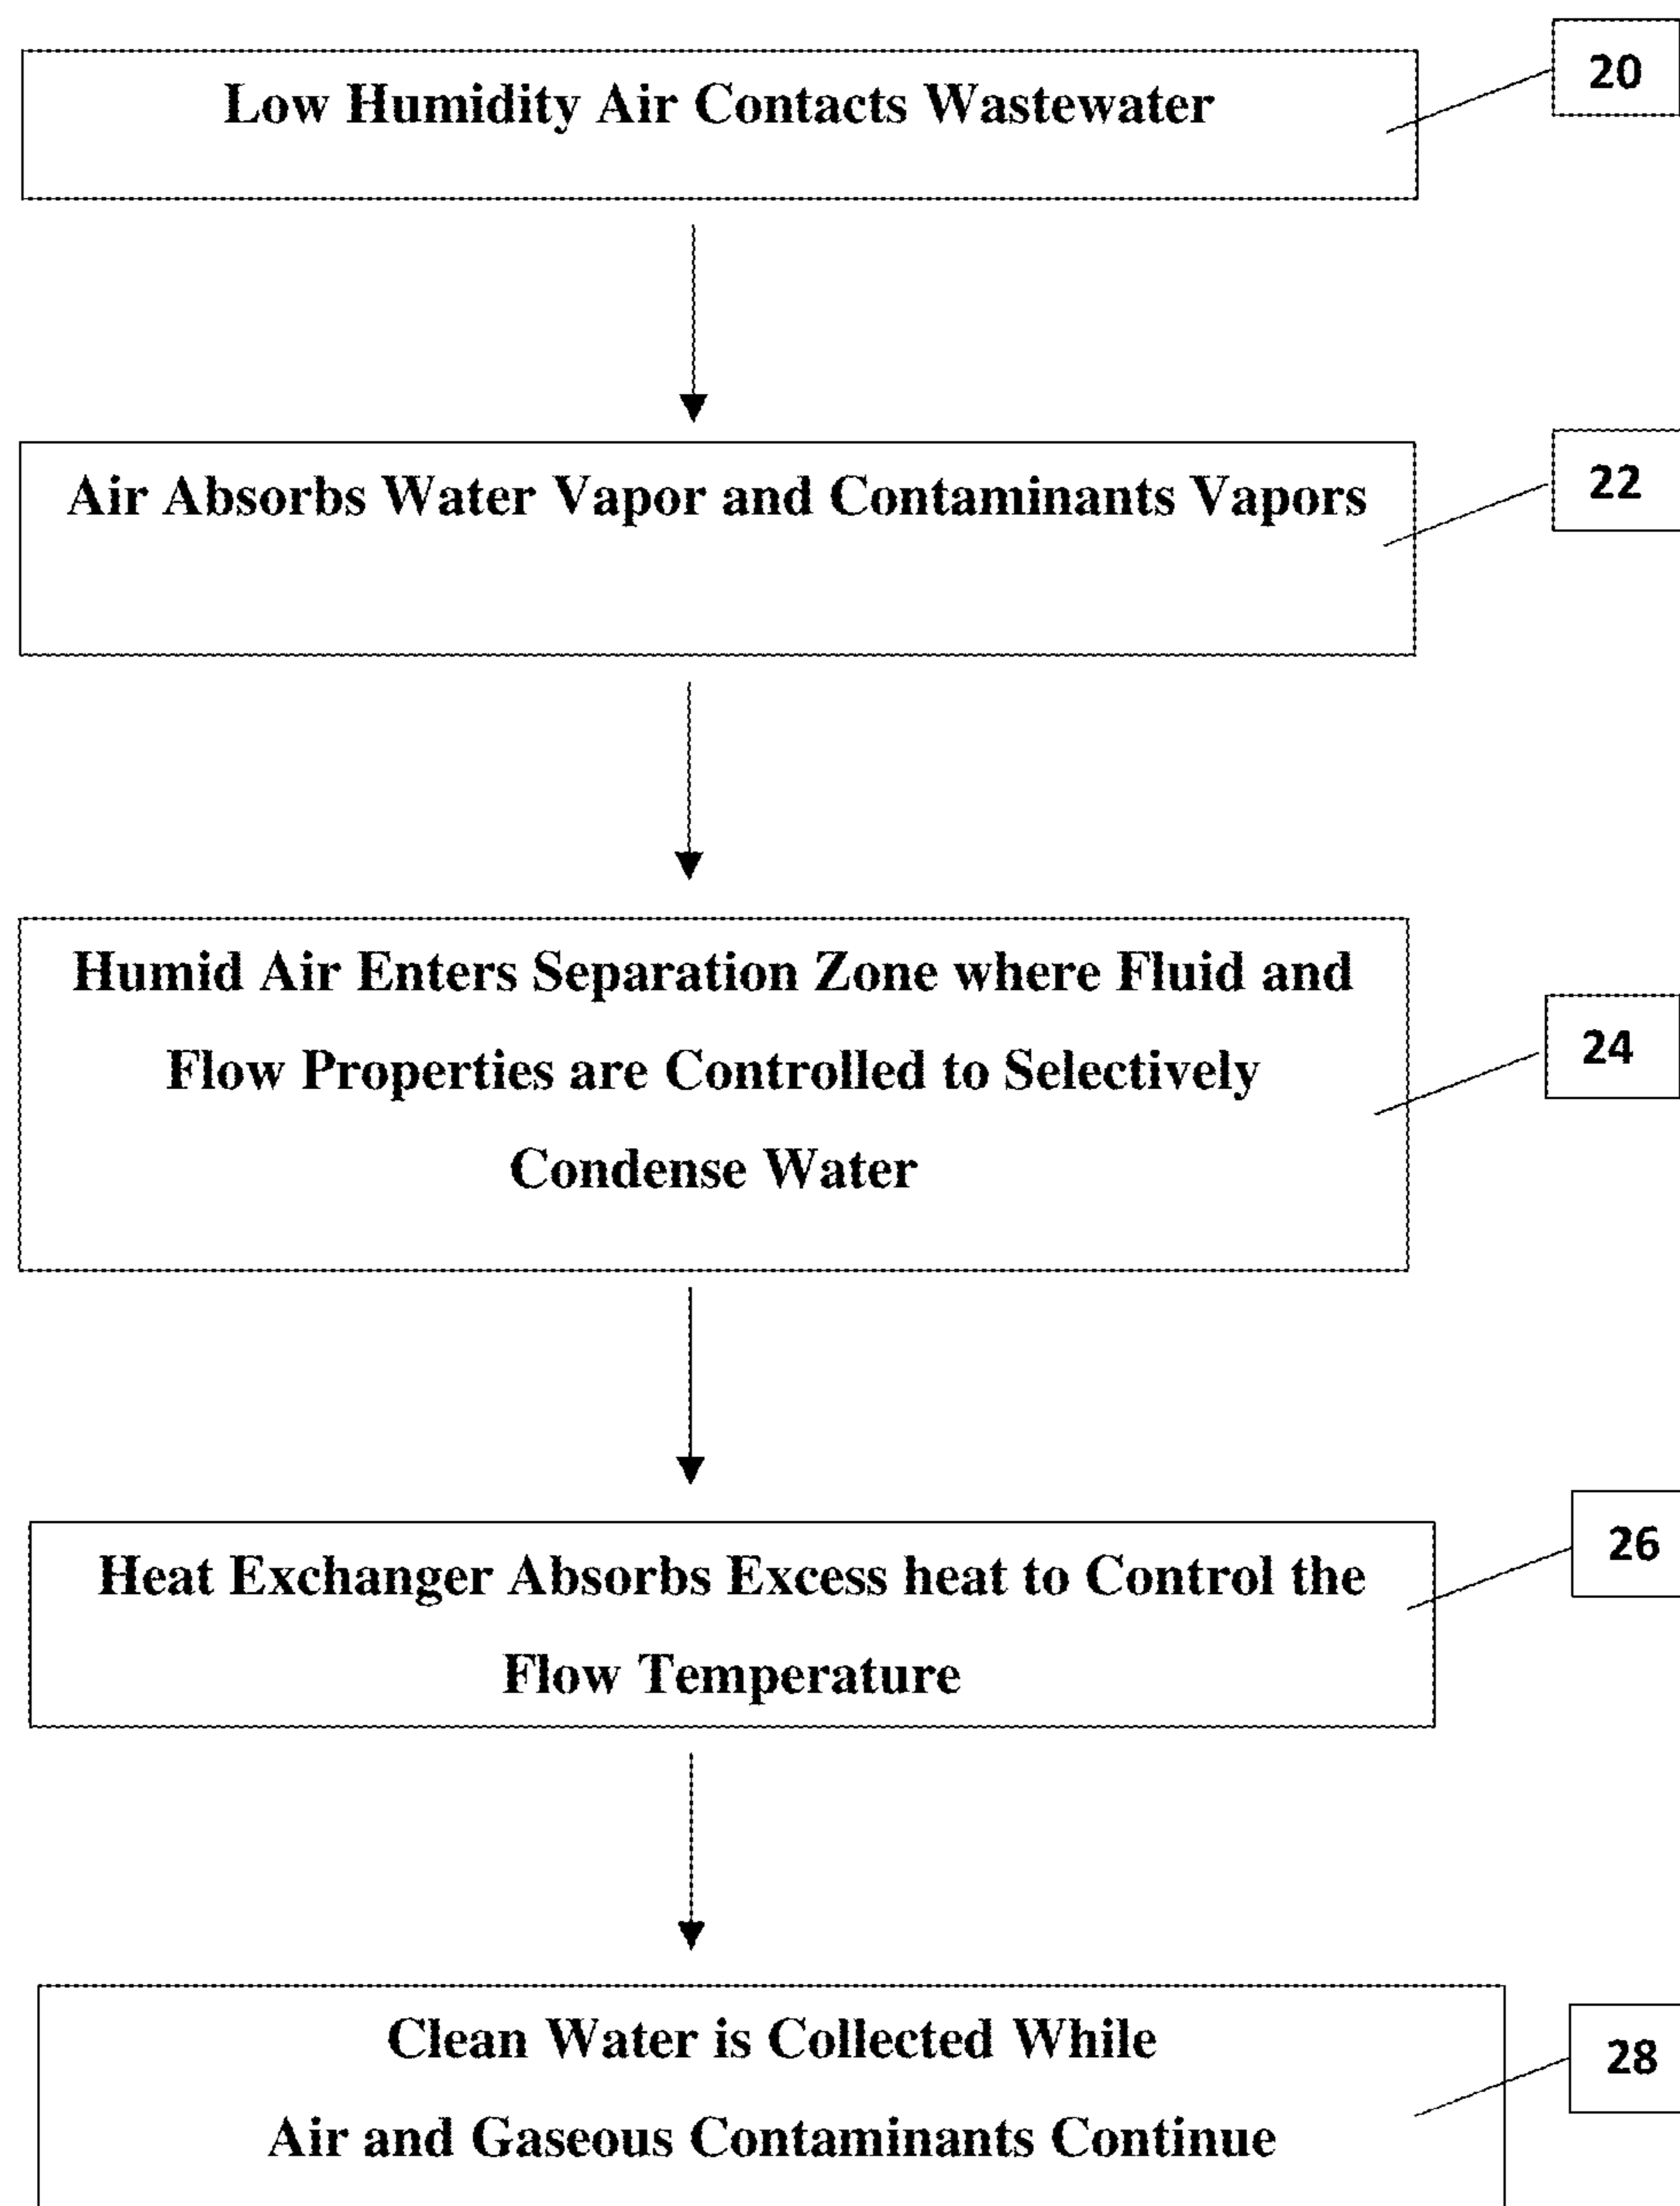 20
Low Humidity Air Contacts Wastewater
22
Air Absorbs Water Vapor and Contaminants Vapors
Humid Air Enters Separation Zone where Fluid and
24
Flow Properties are Controlled to Selectively
Condense Water
26
Heat Exchanger Absorbs Excess heat to Control the
Flow Temperature
28
Clean Water is Collected While
Air and Gaseous Contaminants Continue